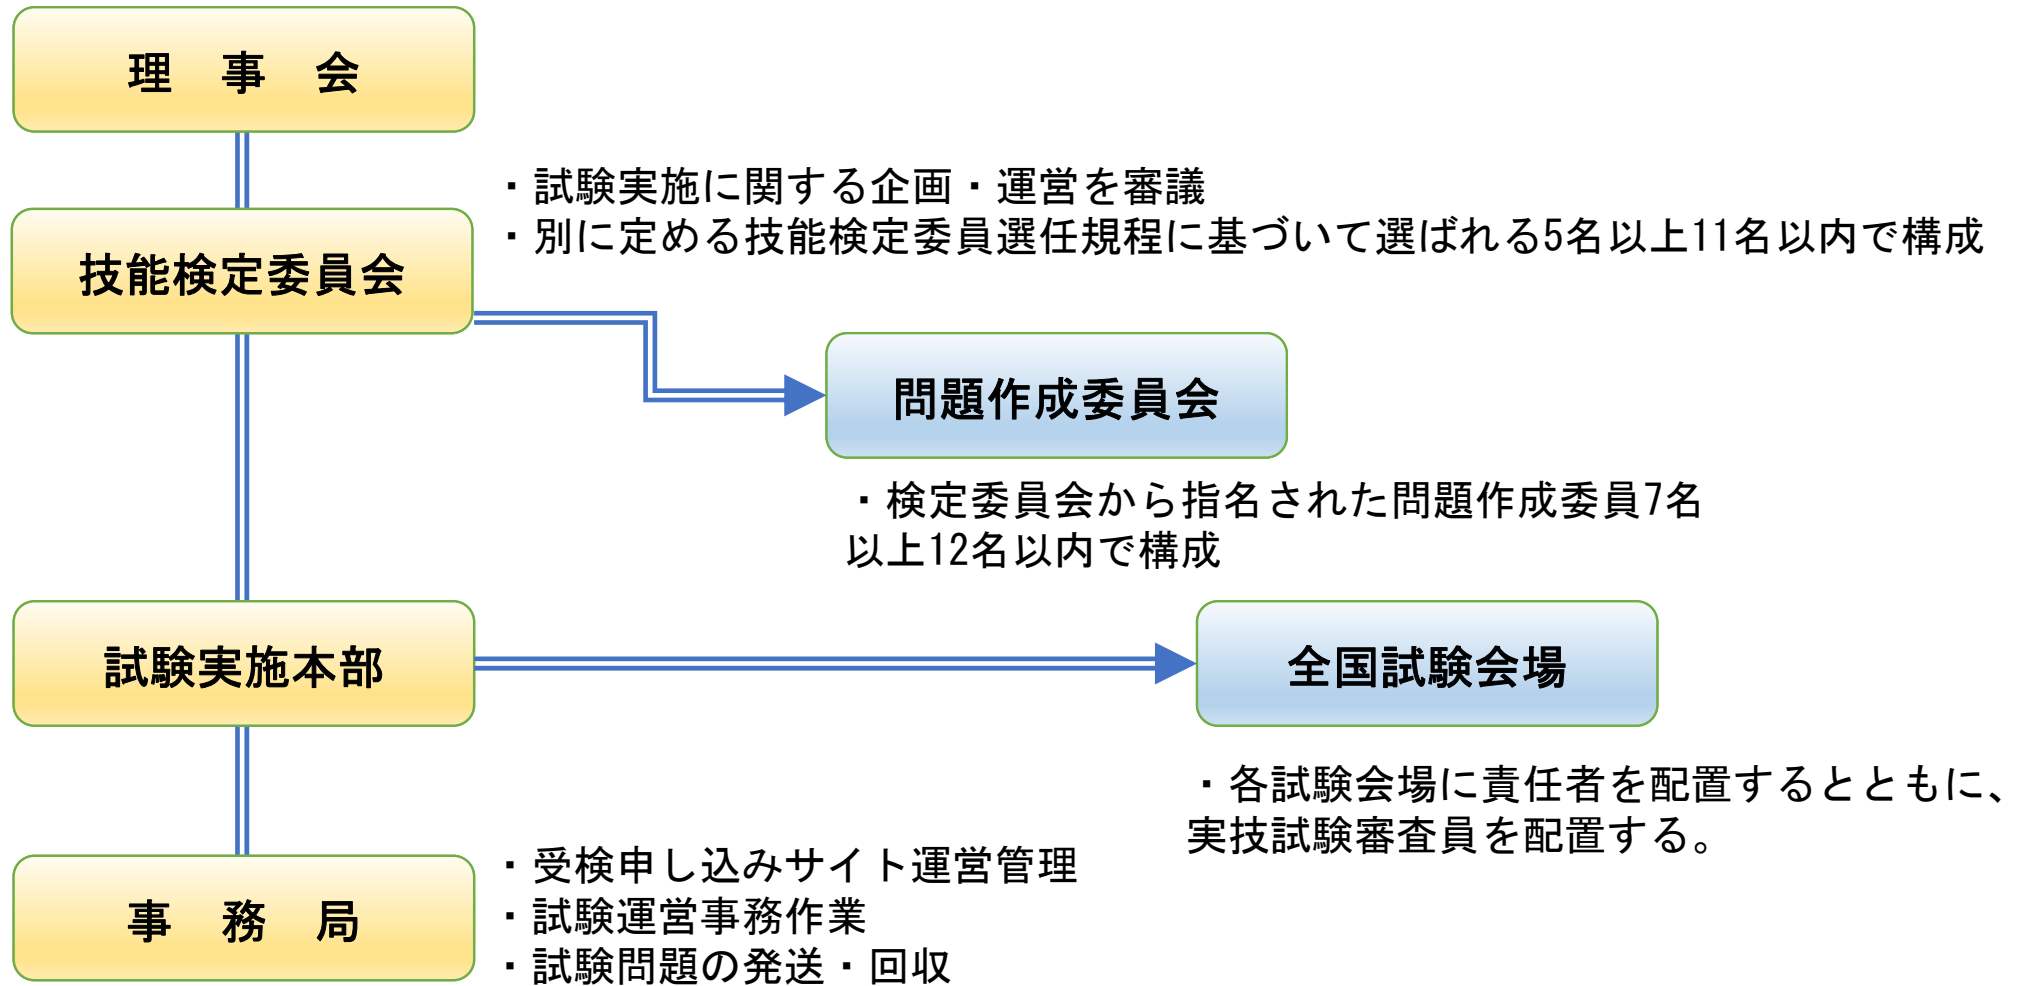 理　事　会
・試験実施に関する企画・運営を審議
・別に定める技能検定委員選任規程に基づいて選ばれる5名以上11名以内で構成
技能検定委員会
問題作成委員会
・検定委員会から指名された問題作成委員7名
以上12名以内で構成
試験実施本部
全国試験会場
・各試験会場に責任者を配置するとともに、
実技試験審査員を配置する。
事　務　局
・受検申し込みサイト運営管理
・試験運営事務作業
・試験問題の発送・回収